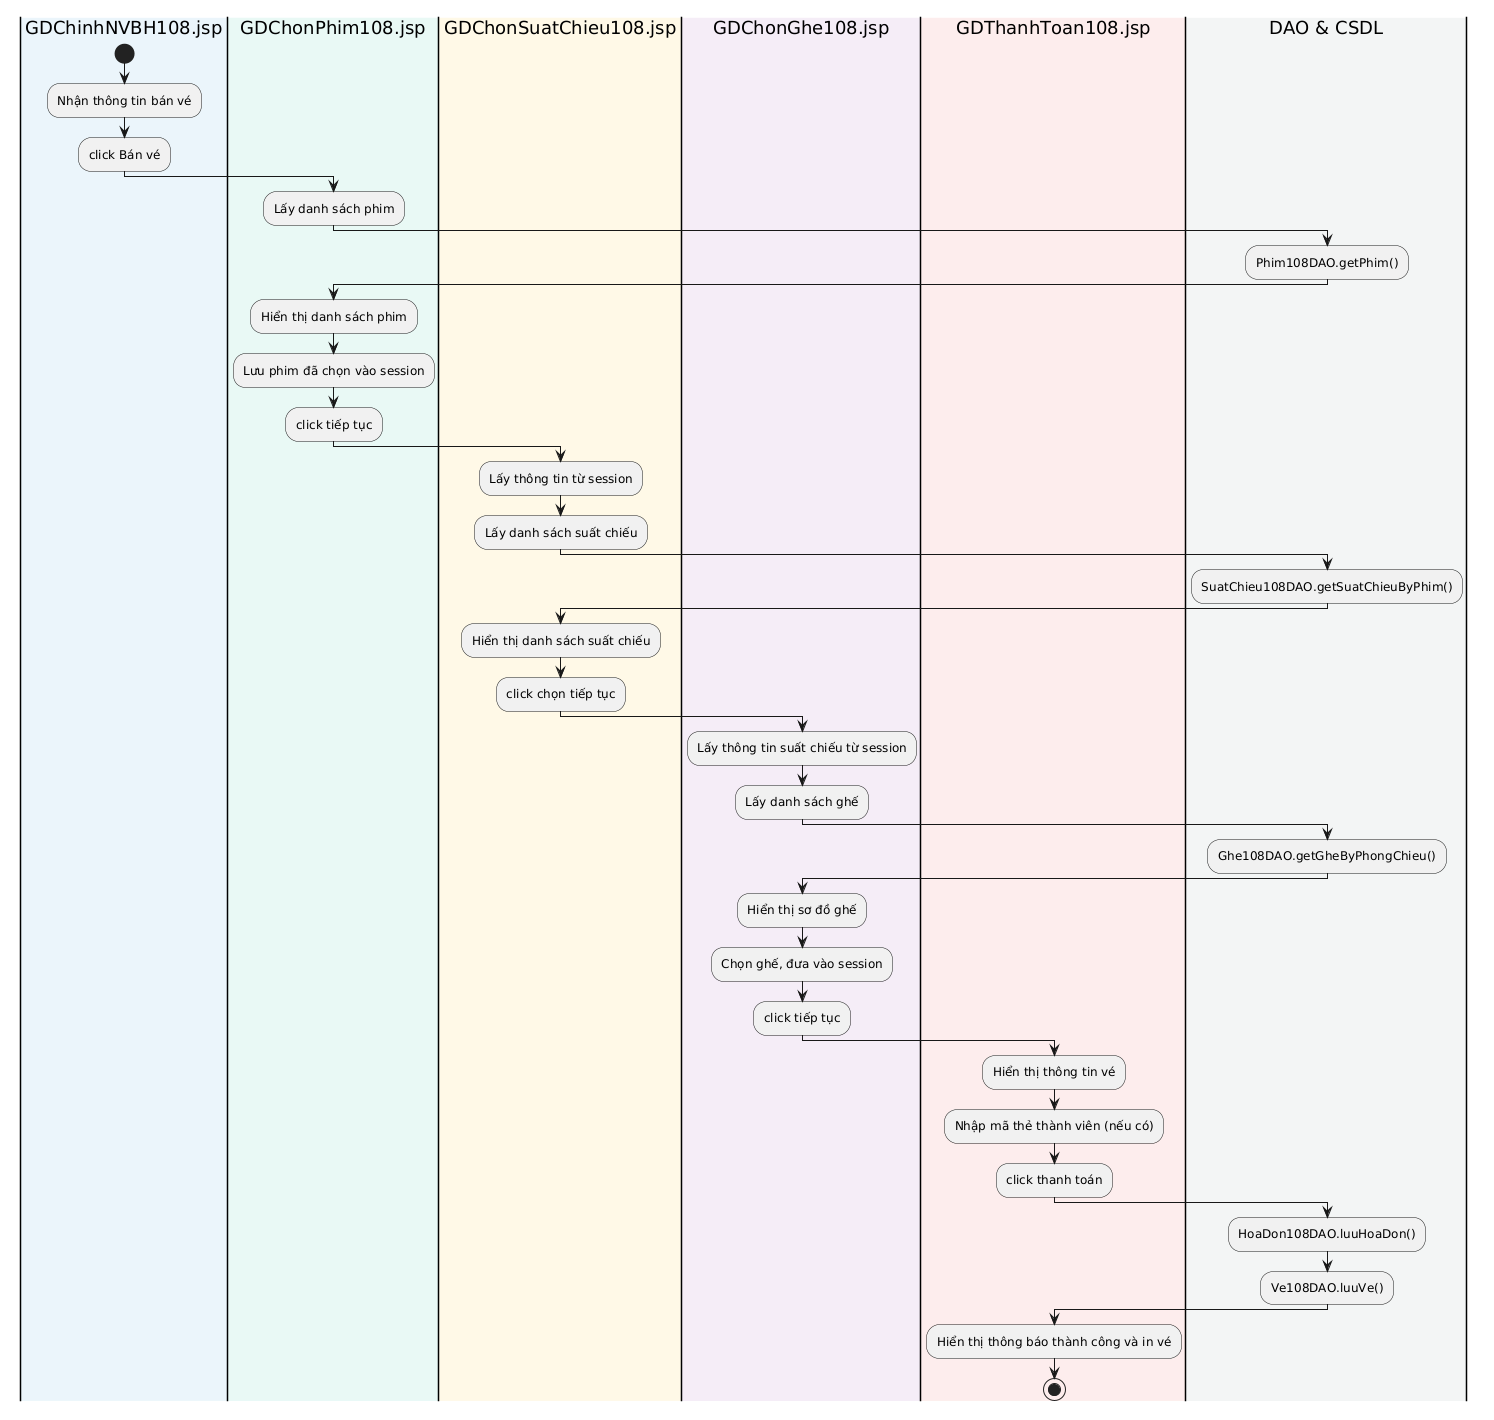 GDChinhNVBH108.jsp
GDChonPhim108.jsp
GDChonSuatChieu108.jsp
GDChonGhe108.jsp
GDThanhToan108.jsp
DAO & CSDL
Nhận thông tin bán vé
click Bán vé
Lấy danh sách phim
Phim108DAO.getPhim()
Hiển thị danh sách phim
Lưu phim đã chọn vào session
click tiếp tục
Lấy thông tin từ session
Lấy danh sách suất chiếu
SuatChieu108DAO.getSuatChieuByPhim()
Hiển thị danh sách suất chiếu
click chọn tiếp tục
Lấy thông tin suất chiếu từ session
Lấy danh sách ghế
Ghe108DAO.getGheByPhongChieu()
Hiển thị sơ đồ ghế
Chọn ghế, đưa vào session
click tiếp tục
Hiển thị thông tin vé
Nhập mã thẻ thành viên (nếu có)
click thanh toán
HoaDon108DAO.luuHoaDon()
Ve108DAO.luuVe()
Hiển thị thông báo thành công và in vé